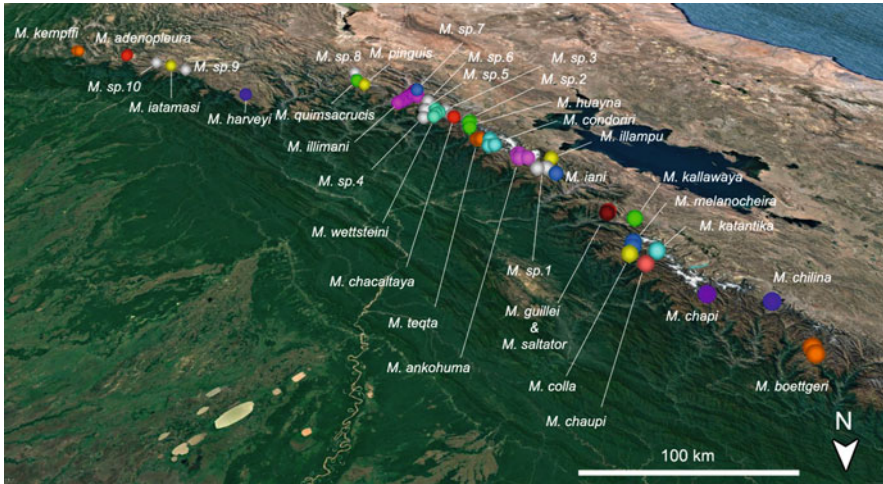 M. sp.7
M. kempffi
M. adenopleura
M. sp.8
M. pinguis
M. sp.6
M. sp.3
M. sp.5
M. sp.2
M. sp.10
M. sp.9
M. iatamasi
M. harveyi
M. quimsacrucis
M. huayna
M. condoriri
M. illimani
M. illampu
M. sp.4
M. iani
M. kallawaya
M. melanocheira
M. wettsteini
M. katantika
M. sp.1
M. chacaltaya
M. chilina
M. teqta
M. guillei
&
M. saltator
M. chapi
M. ankohuma
M. colla
M. boettgeri
M. chaupi
N
100 km